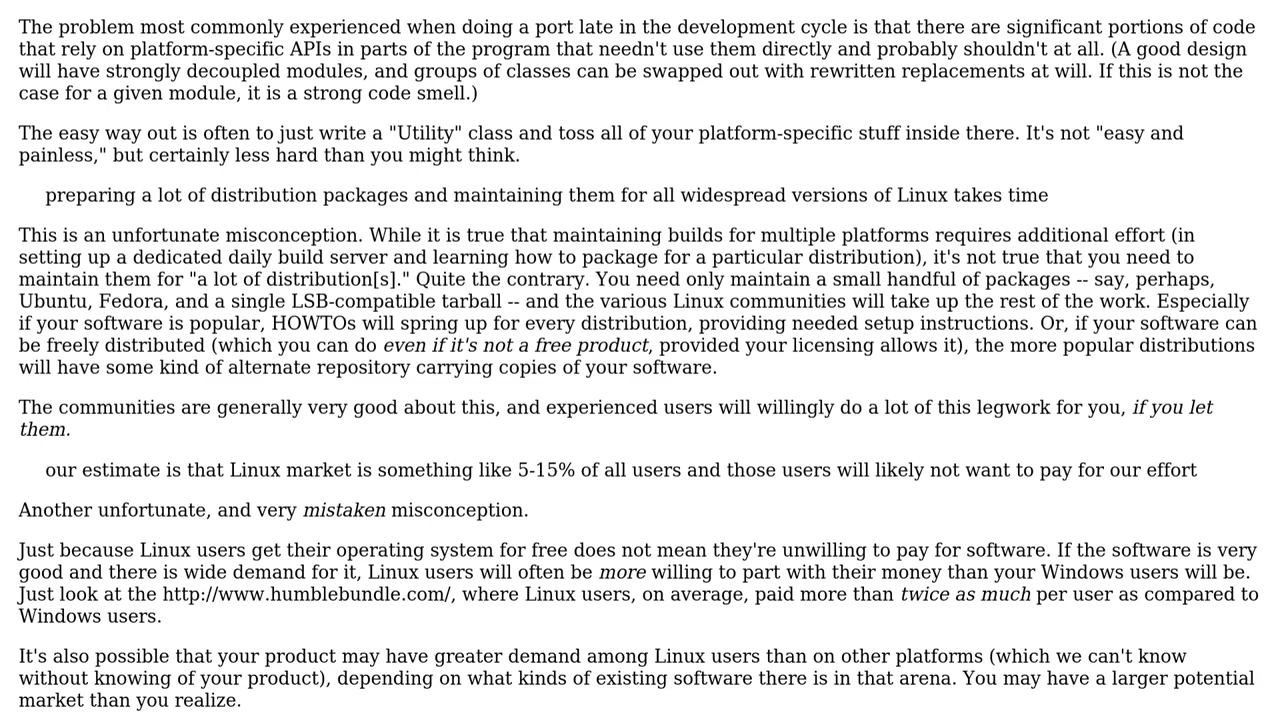 The problem most commonly experienced when doing a port late in the development cycle is that there are significant portions of code
that rely on platform-specific APIs in parts of the program that needn't use them directly and probably shouldn't at all. (A good design
will have strongly decoupled modules, and groups of classes can be swapped out with rewritten replacements at will. If this is not the
case for a given module, it is a strong code smell.)
The easy way out is often to just write a "Utility" class and toss all of your platform-specific stuff inside there. It's not "easy and
painless," but certainly less hard than you might think.
preparing a lot of distribution packages and maintaining them for all widespread versions of Linux takes time
This is an unfortunate misconception. While it is true that maintaining builds for multiple platforms requires additional effort (in
setting up a dedicated daily build server and learning how to package for a particular distribution), it's not true that you need to
maintain them for "a lot of distribution[s]." Quite the contrary. You need only maintain a small handful of packages -- say, perhaps,
Ubuntu, Fedora, and a single LSB-compatible tarball -- and the various Linux communities will take up the rest of the work. Especially
if your software is popular, HOWTOs will spring up for every distribution, providing needed setup instructions. Or, if your software can
be freely distributed (which you can do even if it's not a free product, provided your licensing allows it), the more popular distributions
will have some kind of alternate repository carrying copies of your software.
The communities are generally very good about this, and experienced users will willingly do a lot of this legwork for you, if you let
them.
our estimate is that Linux market is something like 5-15% of all users and those users will likely not want to pay for our effort
Another unfortunate, and very mistaken misconception.
Just because Linux users get their operating system for free does not mean they're unwilling to pay for software. If the software is very
good and there is wide demand for it, Linux users will often be more willing to part with their money than your Windows users will be.
Just look at the http://www.humblebundle.com/, where Linux users, on average, paid more than twice as much per user as compared to
Windows users.
It's also possible that your product may have greater demand among Linux users than on other platforms (which we can't know
without knowing of your product), depending on what kinds of existing software there is in that arena. You may have a larger potential
market than you realize.